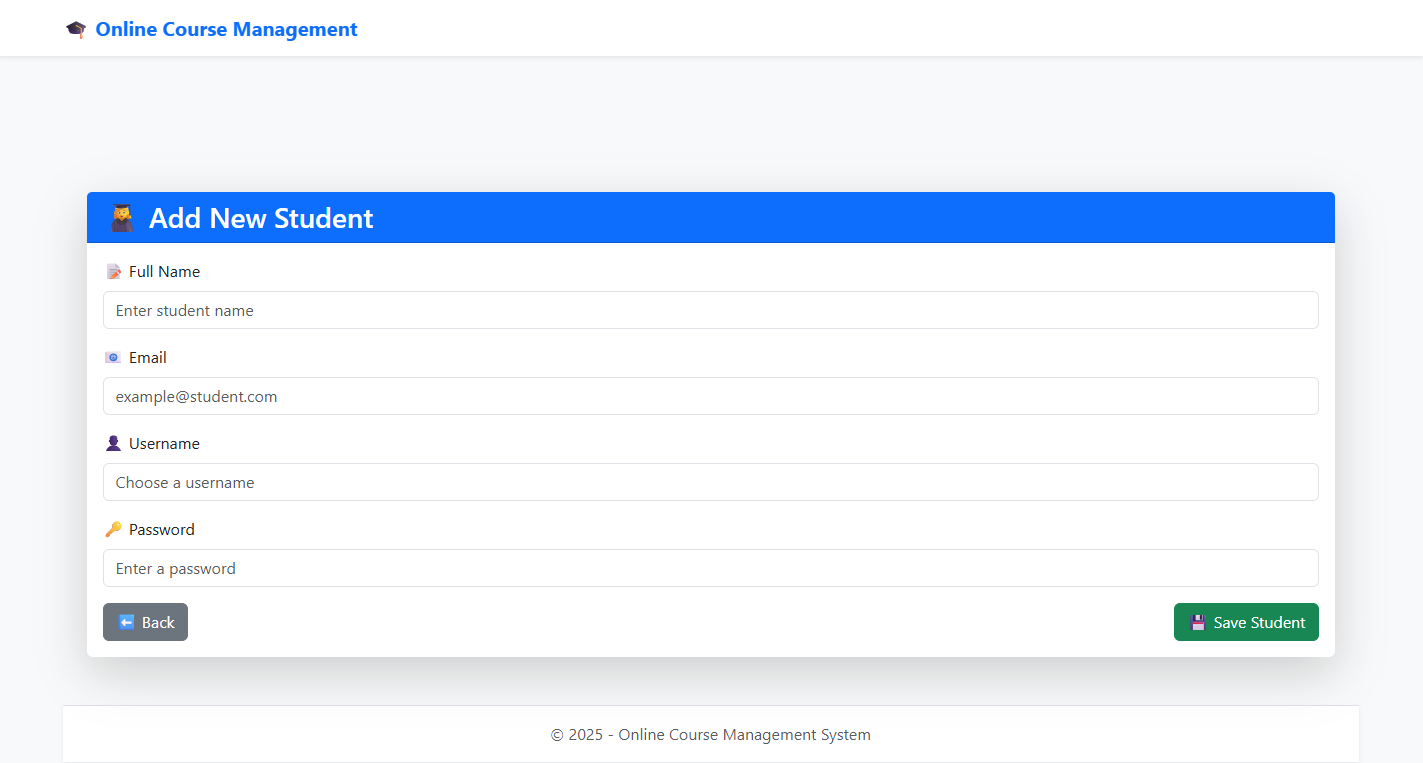 Online Course Management
Add New Student
Full Name
Enter student name
Email
example@student.com
Username
Choose a username
Password
Enter a password
Back
Save Student
© 2025 - Online Course Management System